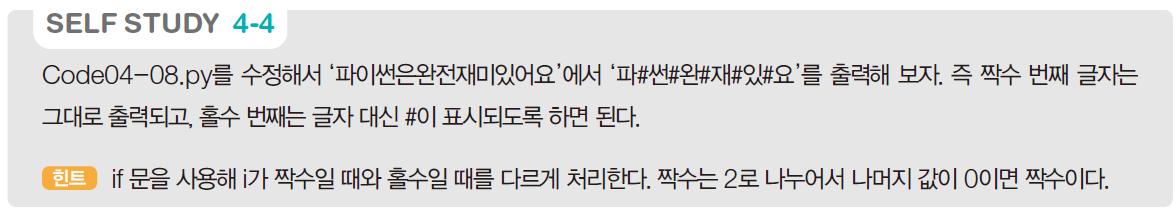 SELF STUDY 4-4
Code04-08.py를 수정해서 ‘파이썬은완전재미있어요’에서 ‘파#썬#완#재#있#요’를 출력해 보자. 즉 짝수 번째 글자는
그대로 출력되고, 홀수 번째는 글자 대신 #이 표시되도록 하면 된다.
힌트 if 문을 사용해 i가 짝수일 때와 홀수일 때를 다르게 처리한다. 짝수는 2로 나누어서 나머지 값이 0이면 짝수이다.